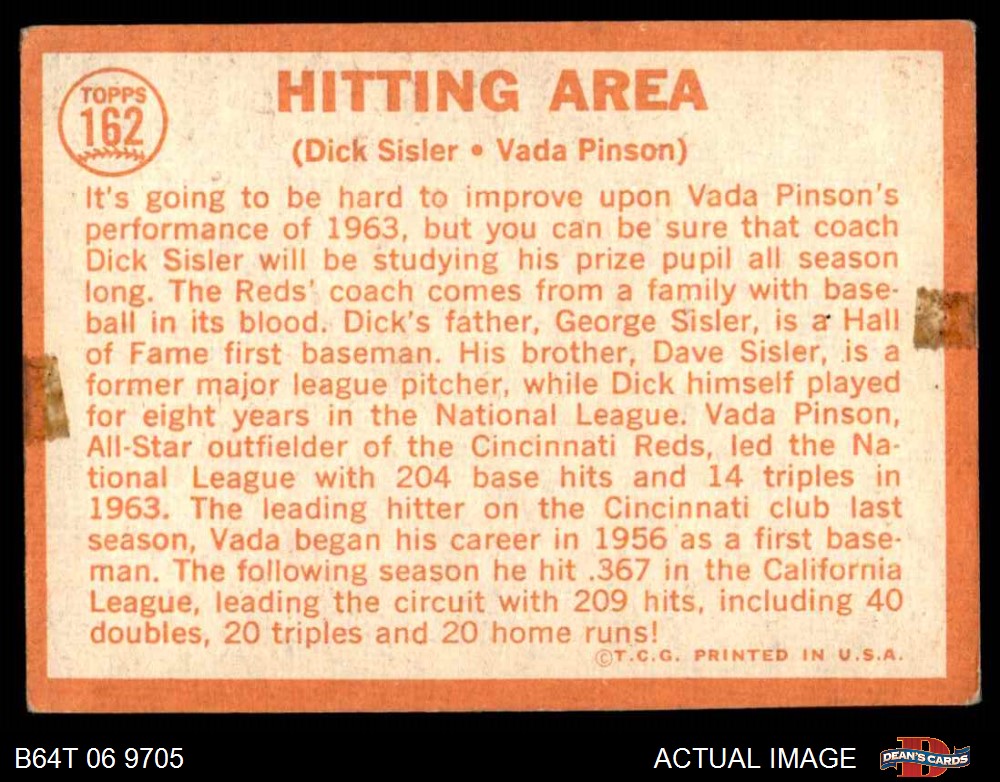 TOPPS
162
HITTING AREA
(Dick Sisler • Vada Pinson)
It's going to be hard to improve upon Vada Pinson's
performance of 1963, but you can be sure that coach
Dick Sisler will be studying his prize pupil all season
long. The Reds' coach comes from a family with base-
ball in its blood. Dick's father, George Sisler, is a Hall
of Fame first baseman. His brother, Dave Sisler, is a
former major league pitcher, while Dick himself played
for eight years in the National League. Vada Pinson,
All-Star outfielder of the Cincinnati Reds, led the Na-
tional League with 204 base hits and 14 triples in
1963. The leading hitter on the Cincinnati club last
season, Vada began his career in 1956 as a first base-
man. The following season he hit .367 in the California
League, leading the circuit with 209 hits, including 40
doubles, 20 triples and 20 home runs!
©T.C.G. PRINTED IN U.S.A.
B64T 06 9705
ACTUAL IMAGE
D
DEAN'S CARDS